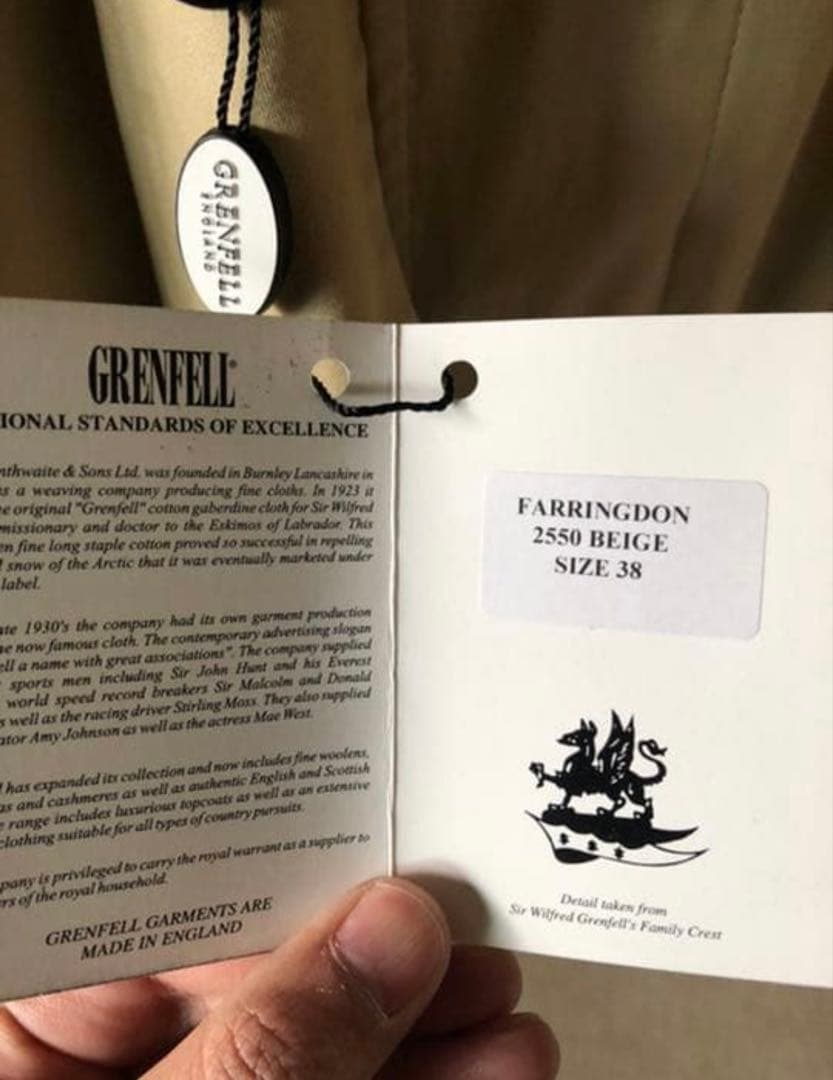 GRENFELL
ENGLAND
GRENFELL®
IONAL STANDARDS OF EXCELLENCE
nthwaite & Sons Ltd. was founded in Burnley Lancashire in
s a weaving company producing fine cloths. In 1923 it
e original "Grenfell" cotton gaberdine cloth for Sir Wilfred
missionary and doctor to the Eskimos of Labrador. This
en fine long staple cotton proved so successful in repelling
snow of the Arctic that it was eventually marketed under
label.
ate 1930's the company had its own garment production
e now famous cloth. The contemporary advertising slogan
ell a name with great associations". The company supplied
sports men including Sir John Hunt and his Everest
world speed record breakers Sir Malcolm and Donald
s well as the racing driver Stirling Moss. They also supplied
ator Amy Johnson as well as the actress Mae West.
has expanded its collection and now includes fine woolens,
as and cashmeres as well as authentic English and Scottish
range includes luxurious topcoats as well as an extensive
clothing suitable for all types of country pursuits.
pany is privileged to carry the royal warrant as a supplier to
rs of the royal household.
GRENFELL GARMENTS ARE
MADE IN ENGLAND
FARRINGDON
2550 BEIGE
SIZE 38
Detail taken from
Sir Wilfred Grenfell's Family Crest